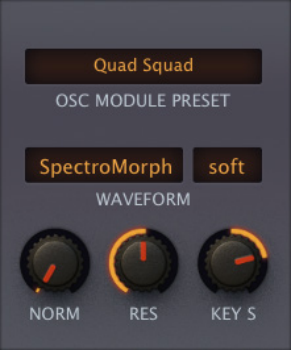 Quad Squad
OSC MODULE PRESET
SpectroMorph soft
WAVEFORM
NORM RES KEY S